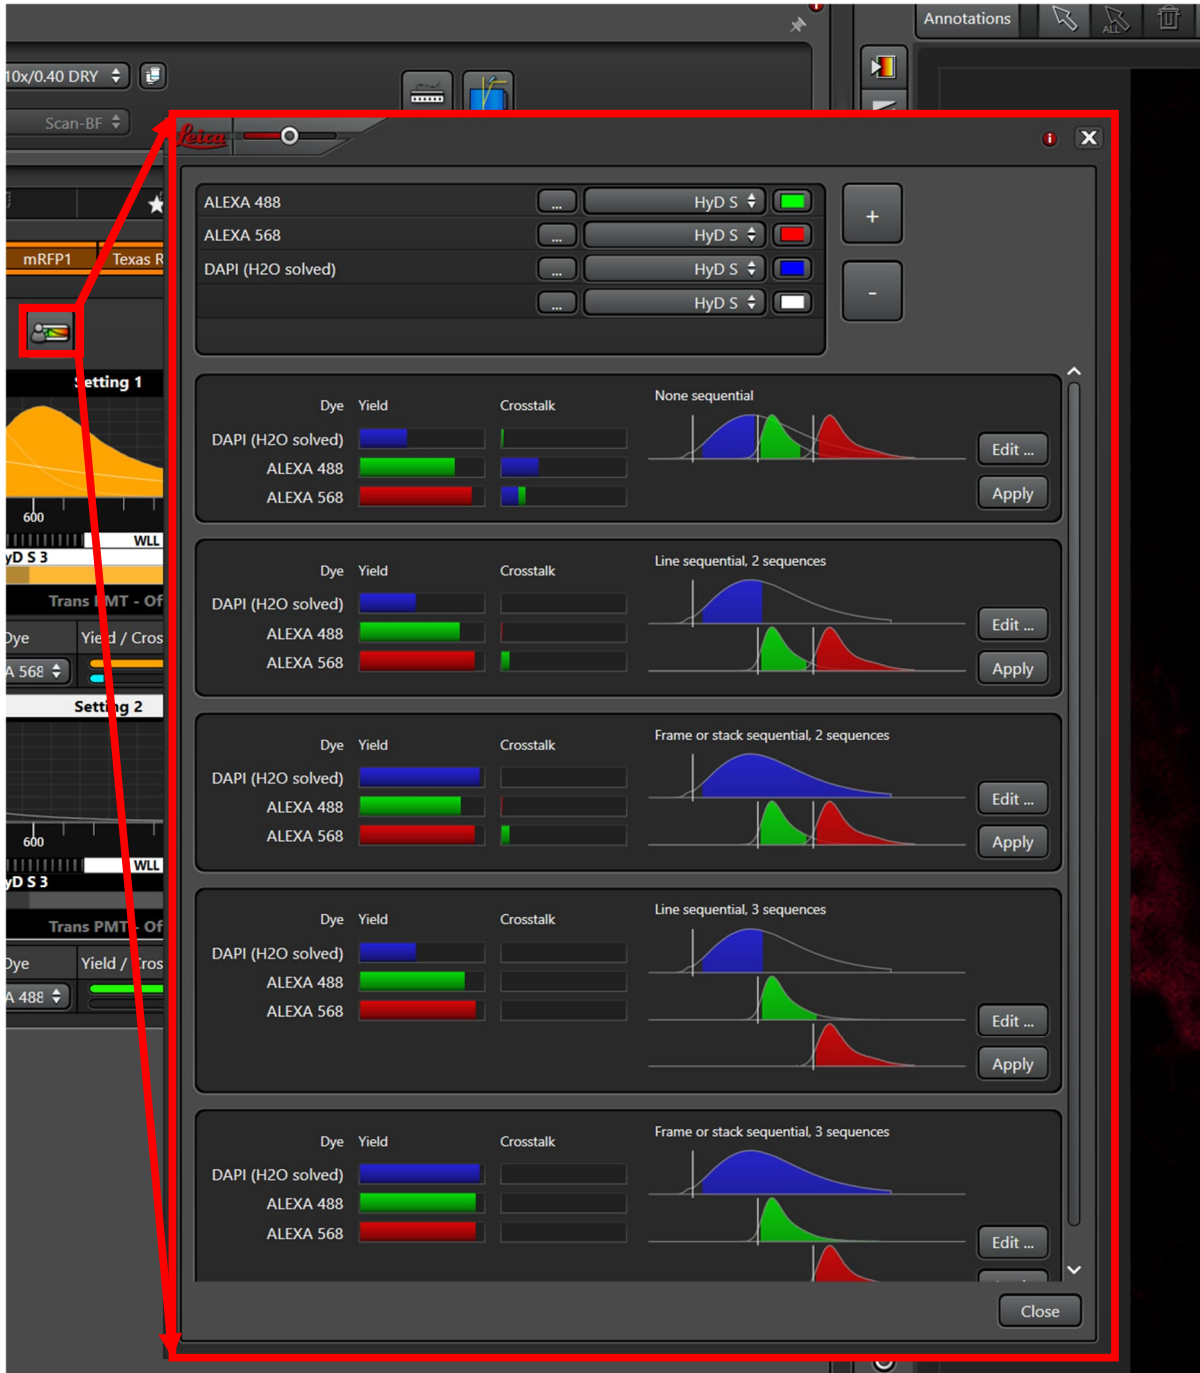 Annotations
10x/0.40 DRY
ALL
Scan-BF
Leica
ALEXA 488 ... HyD S
+
ALEXA 568 ... HyD S
mRFP1 Texas R
DAPI (H2O solved) ... HyD S
... HyD S
-
Setting 1
None sequential
Dye Yield Crosstalk
DAPI (H2O solved)
Edit ...
ALEXA 488
ALEXA 568
Apply
600
WLL
yD S 3
Line sequential, 2 sequences
Dye Yield Crosstalk
Trans PMT - Of
DAPI (H2O solved)
Edit ...
Dye Yield / Cros
ALEXA 488
ALEXA 568
Apply
A 568
Setting 2
Frame or stack sequential, 2 sequences
Dye Yield Crosstalk
DAPI (H2O solved)
Edit ...
ALEXA 488
600
ALEXA 568
Apply
WLL
yD S 3
Line sequential, 3 sequences
Dye Yield Crosstalk
Trans PMT - Of
DAPI (H2O solved)
Dye Yield / Cros
ALEXA 488
A 488
ALEXA 568
Edit ...
Apply
Frame or stack sequential, 3 sequences
Dye Yield Crosstalk
DAPI (H2O solved)
ALEXA 488
ALEXA 568
Edit ...
Close